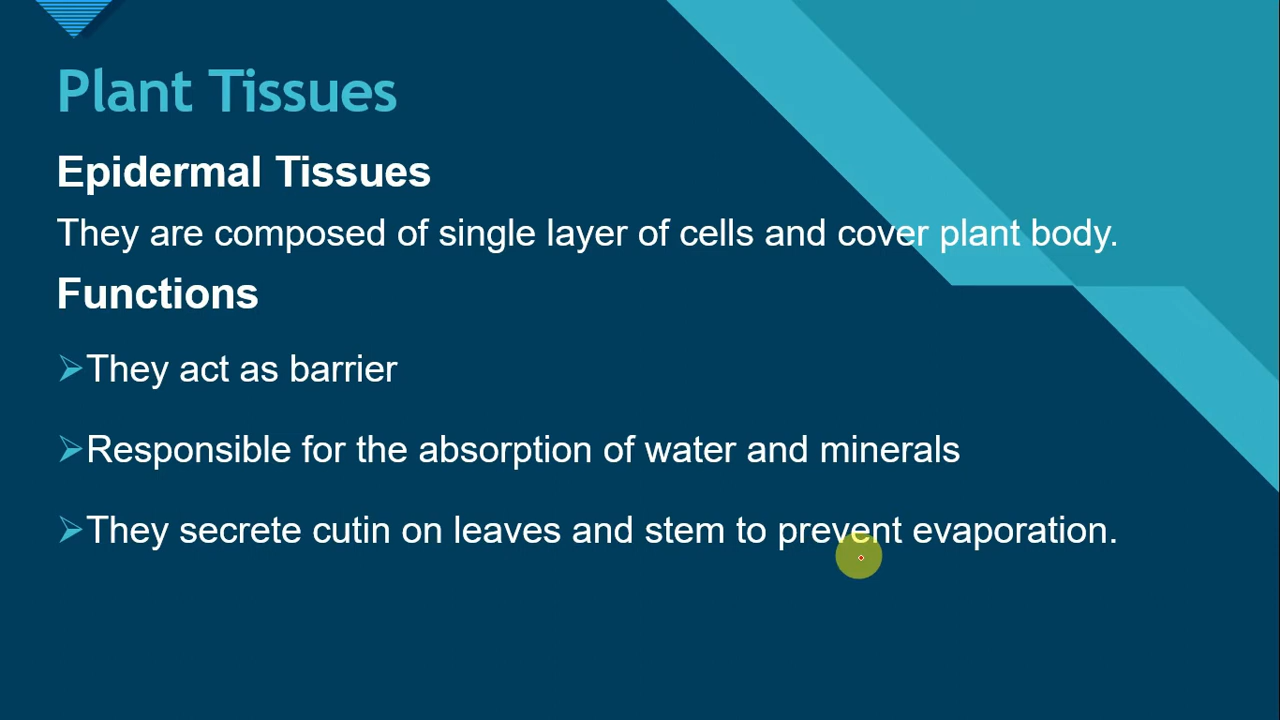 Plant Tissues
Epidermal Tissues
They are composed of single layer of cells and cover plant body.
Functions
They act as barrier
Responsible for the absorption of water and minerals
They secrete cutin on leaves and stem to prevent evaporation.